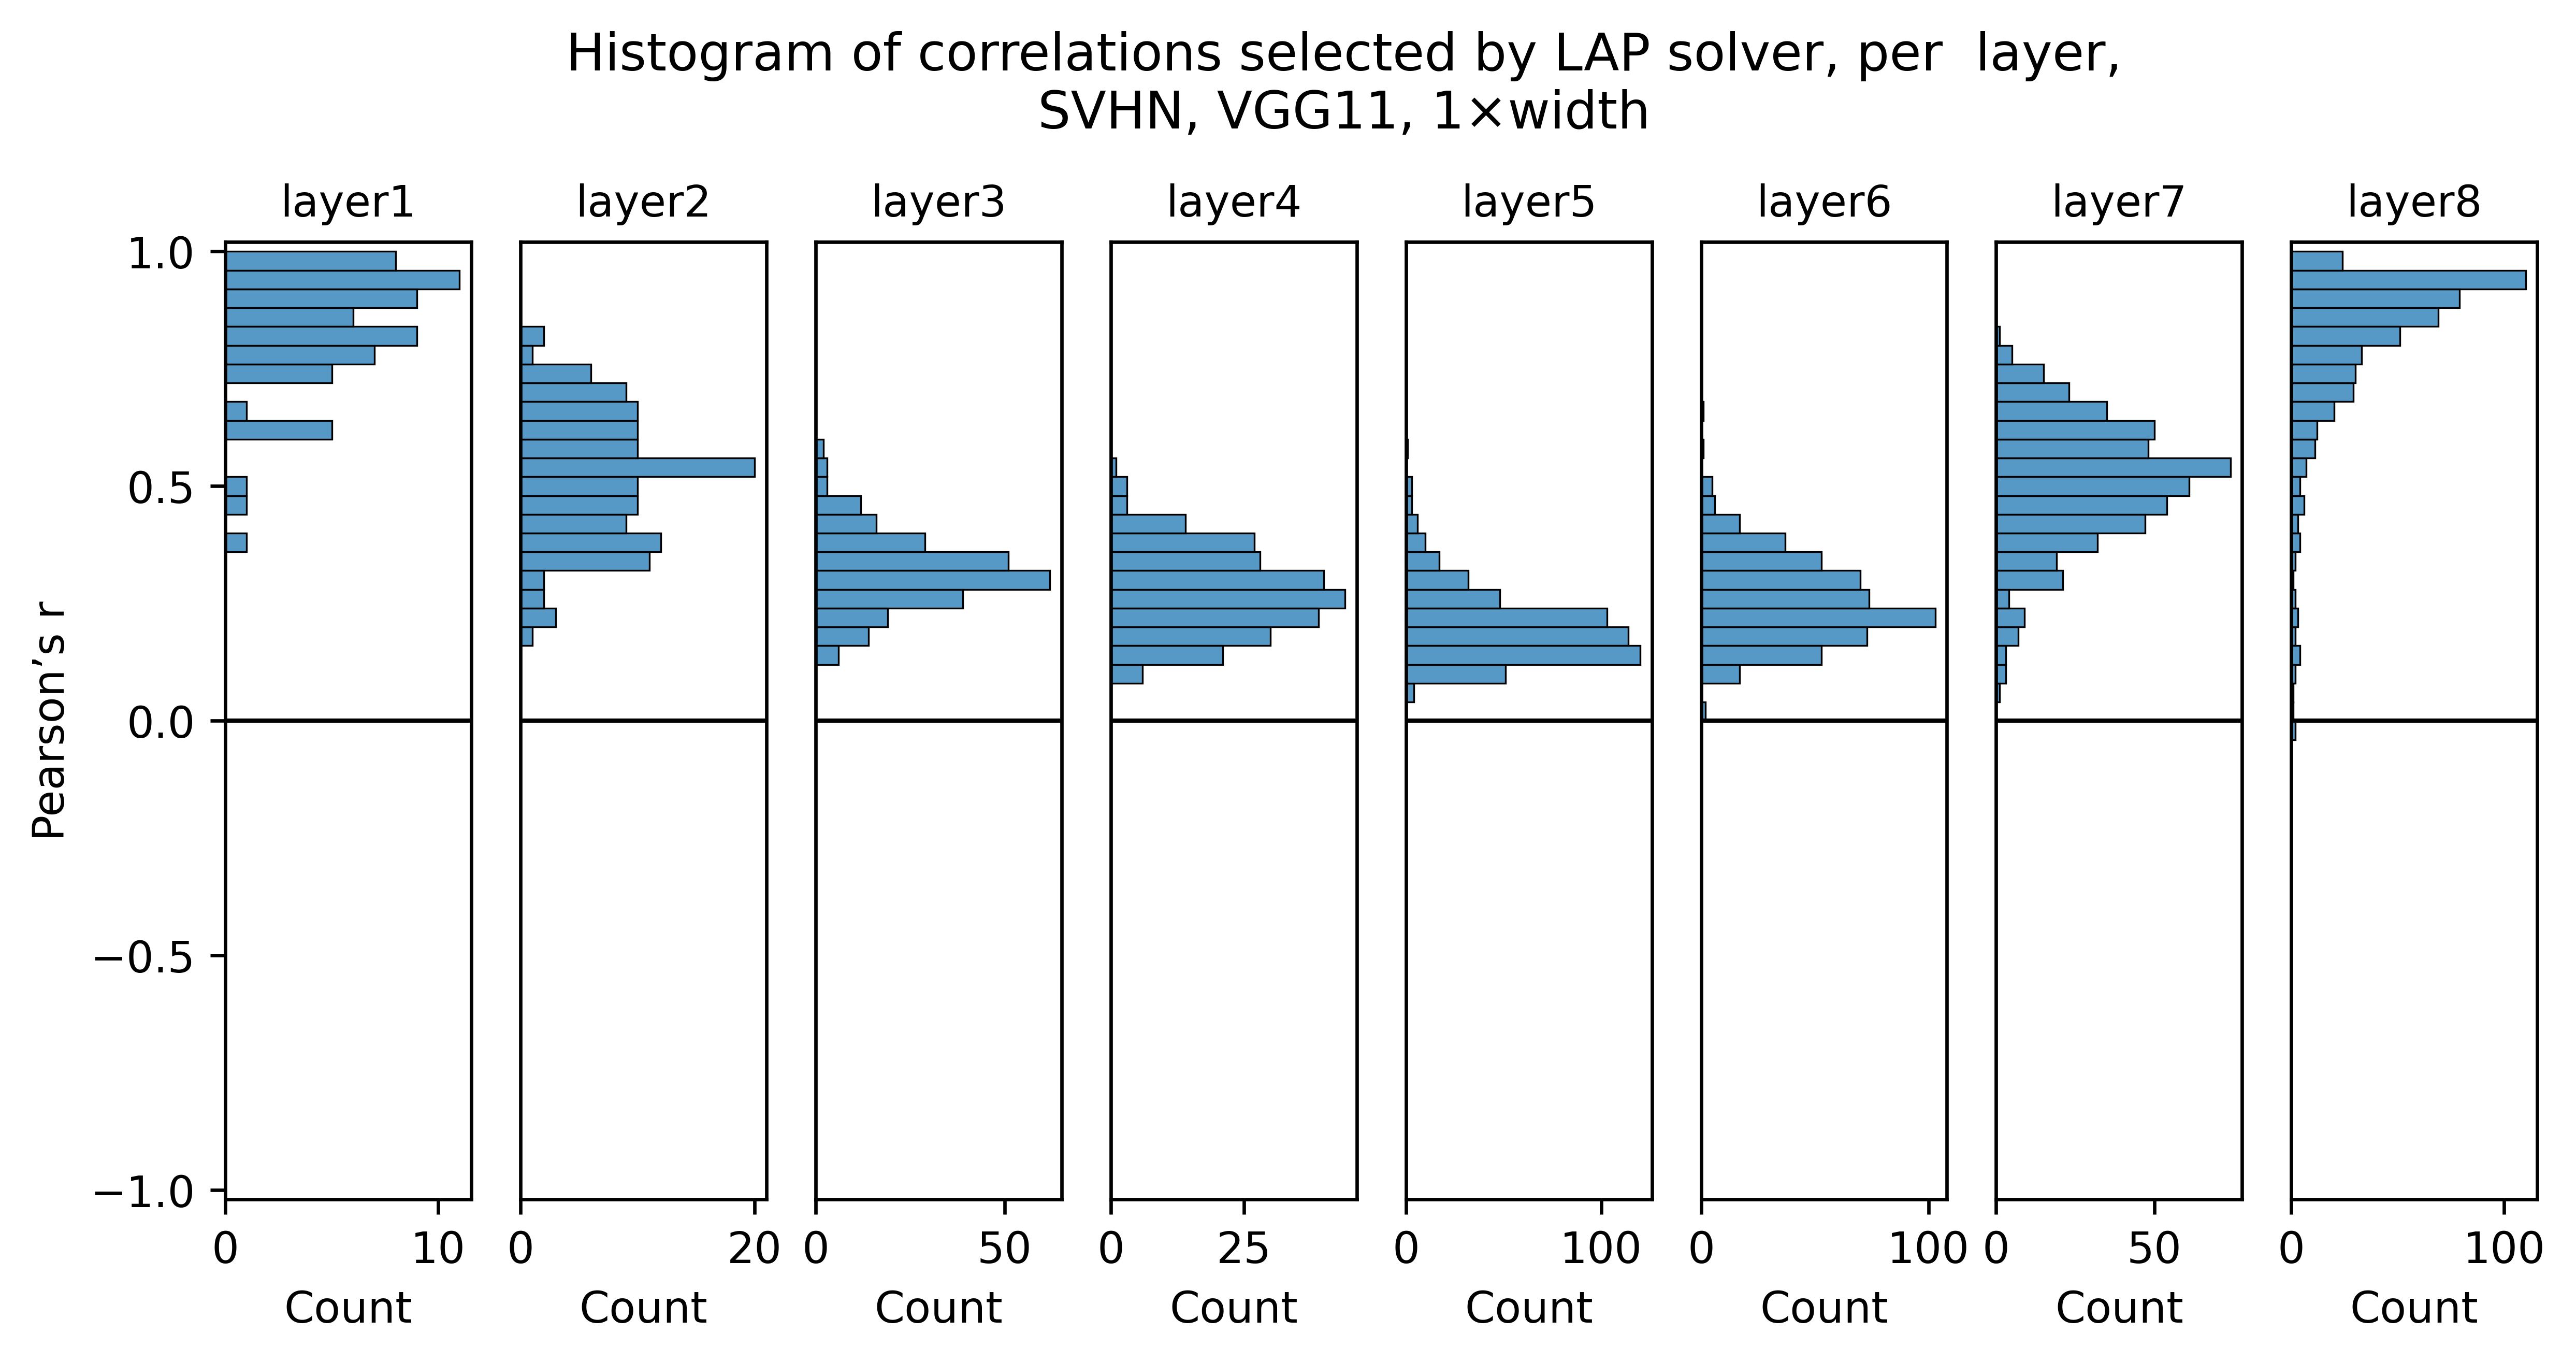 Histogram of correlations selected by LAP solver, per  layer,
SVHN, VGG11, 1×width
layer1 layer2 layer3 layer4 layer5 layer6 layer7 layer8
Pearson’s r
1.0
0.5
0.0
−0.5
−1.0
0 10 0 20 0 50 0 25 0 100 0 100 0 50 0 100
Count Count Count Count Count Count Count Count